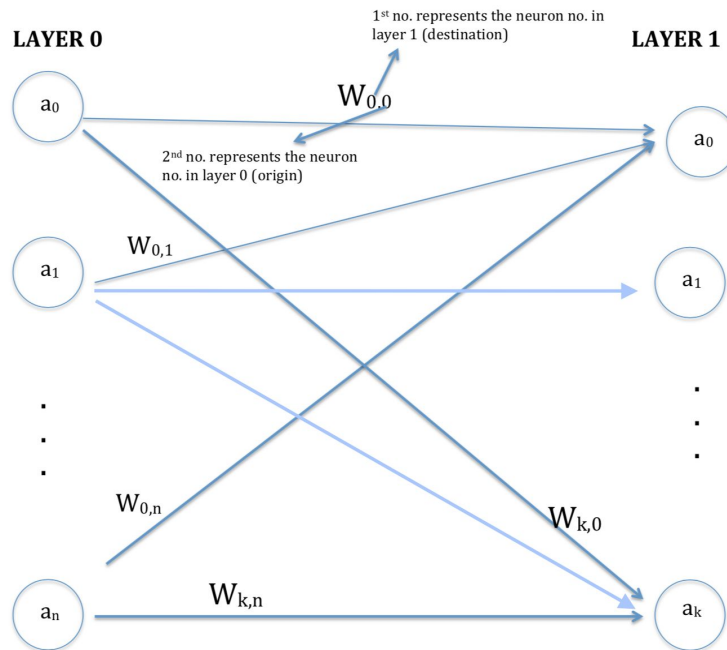 1st no. represents the neuron no. in
layer 1 (destination)
LAYER 0
LAYER 1
a0
W0,0
a0
2nd no. represents the neuron
no. in layer 0 (origin)
W0,1
a1
a1
.
.
.
.
.
.
W0,n
Wk,0
Wk,n
an
ak